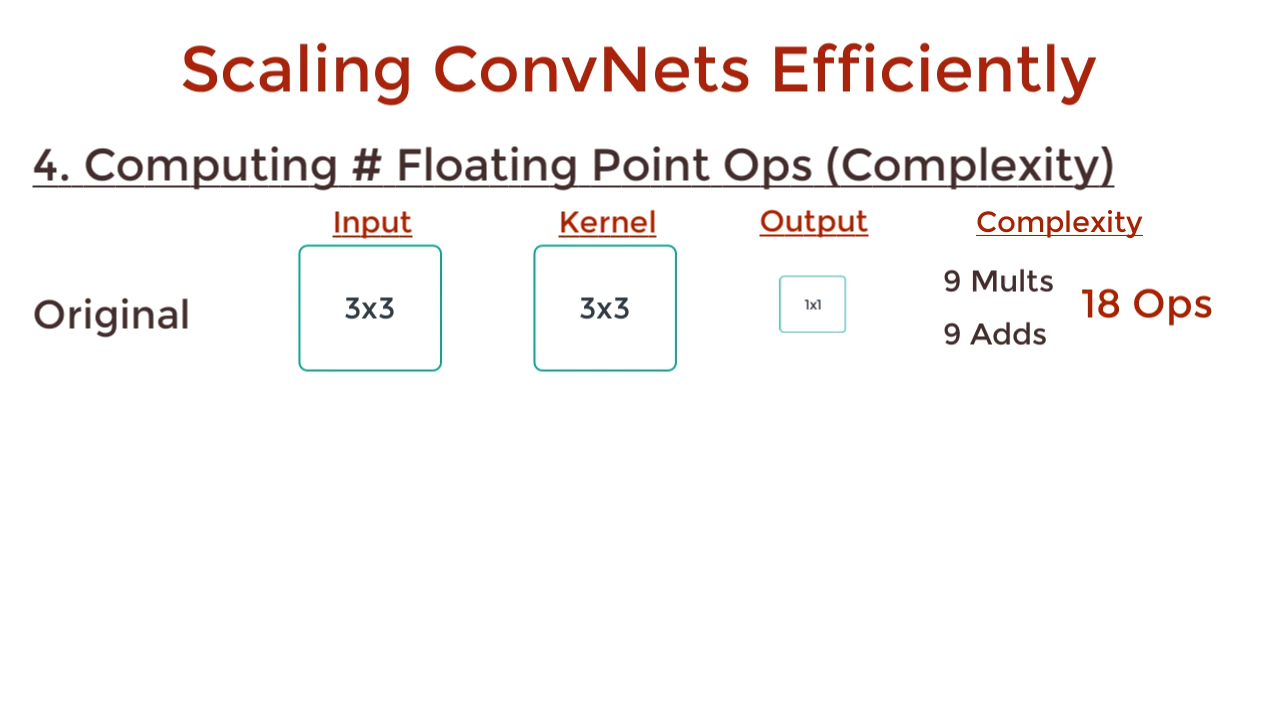 Scaling ConvNets Efficiently
4. Computing # Floating Point Ops (Complexity)
Input Kernel Output Complexity
Original 3x3 3x3 1x1 9 Mults 18 Ops
9 Adds